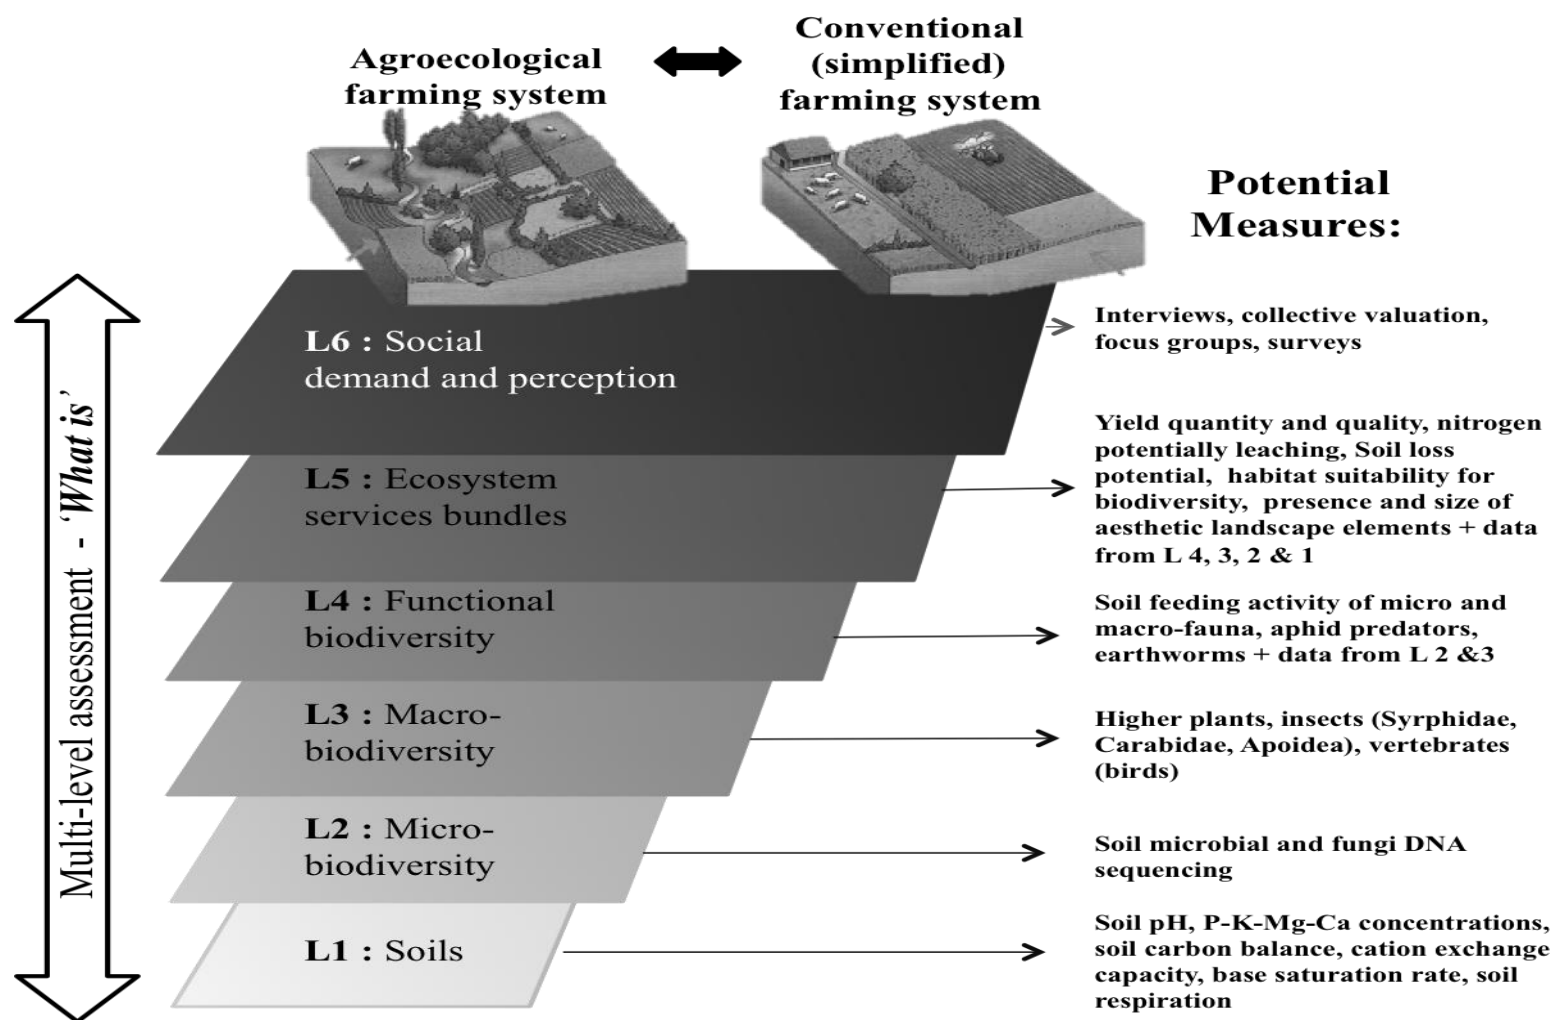 Agroecological
farming system
Conventional
(simplified)
farming system
Potential
Measures:
Multi-level assessment - ‘What is’
L6 : Social
demand and perception
Interviews, collective valuation,
focus groups, surveys
L5 : Ecosystem
services bundles
Yield quantity and quality, nitrogen
potentially leaching, Soil loss
potential, habitat suitability for
biodiversity, presence and size of
aesthetic landscape elements + data
from L 4, 3, 2 & 1
L4 : Functional
biodiversity
Soil feeding activity of micro and
macro-fauna, aphid predators,
earthworms + data from L 2 &3
L3 : Macro-
biodiversity
Higher plants, insects (Syrphidae,
Carabidae, Apoidea), vertebrates
(birds)
L2 : Micro-
biodiversity
Soil microbial and fungi DNA
sequencing
L1 : Soils
Soil pH, P-K-Mg-Ca concentrations,
soil carbon balance, cation exchange
capacity, base saturation rate, soil
respiration